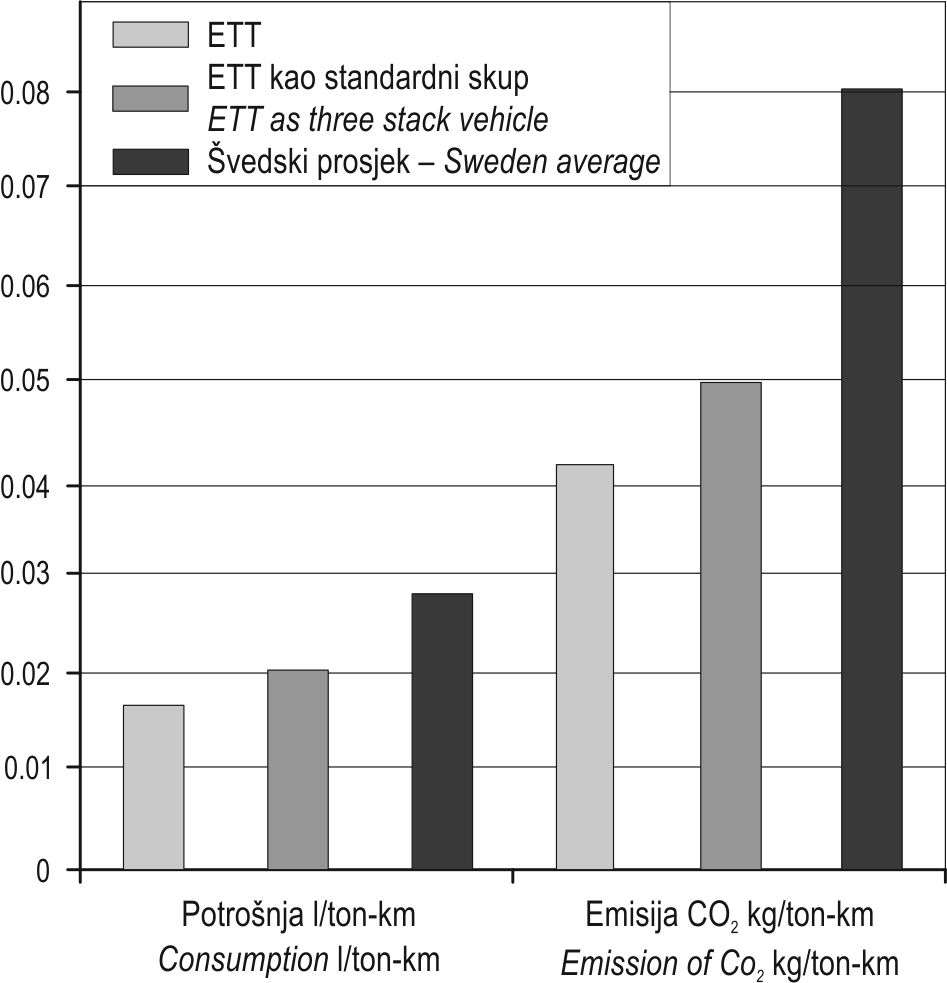 ETT
ETT kao standardni skup
ETT as three stack vehicle
Švedski prosjek – Sweden average
0.08
0.07
0.06
0.05
0.04
0.03
0.02
0.01
0
Potrošnja l/ton-km
Consumption l/ton-km
Emisija CO₂ kg/ton-km
Emission of Co₂ kg/ton-km